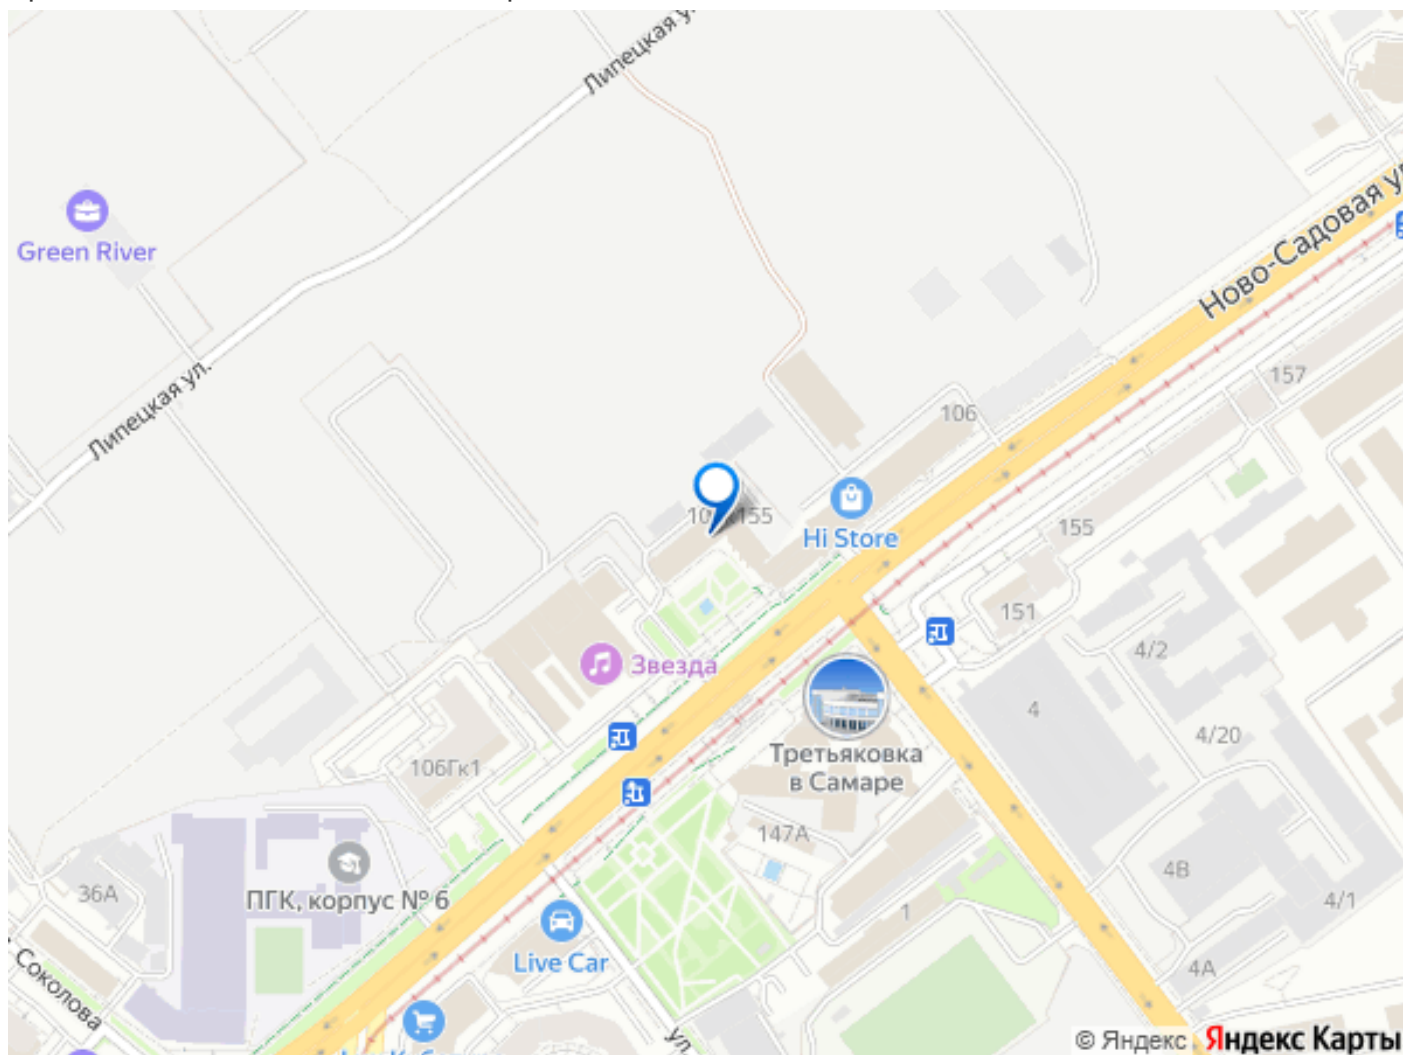 Липецкая ул.
Green River
Ново-Садовая
Липецкая ул.
157
106
155
Hi Store
155
151
4/2
Звезда
4
4/20
Третьяковка
в Самаре
106Гк1
147А
4В
36А
ПГК, корпус № 6
1
4/1
Live Car
4А
Соколова
ул.
© Яндекс Яндекс Карты